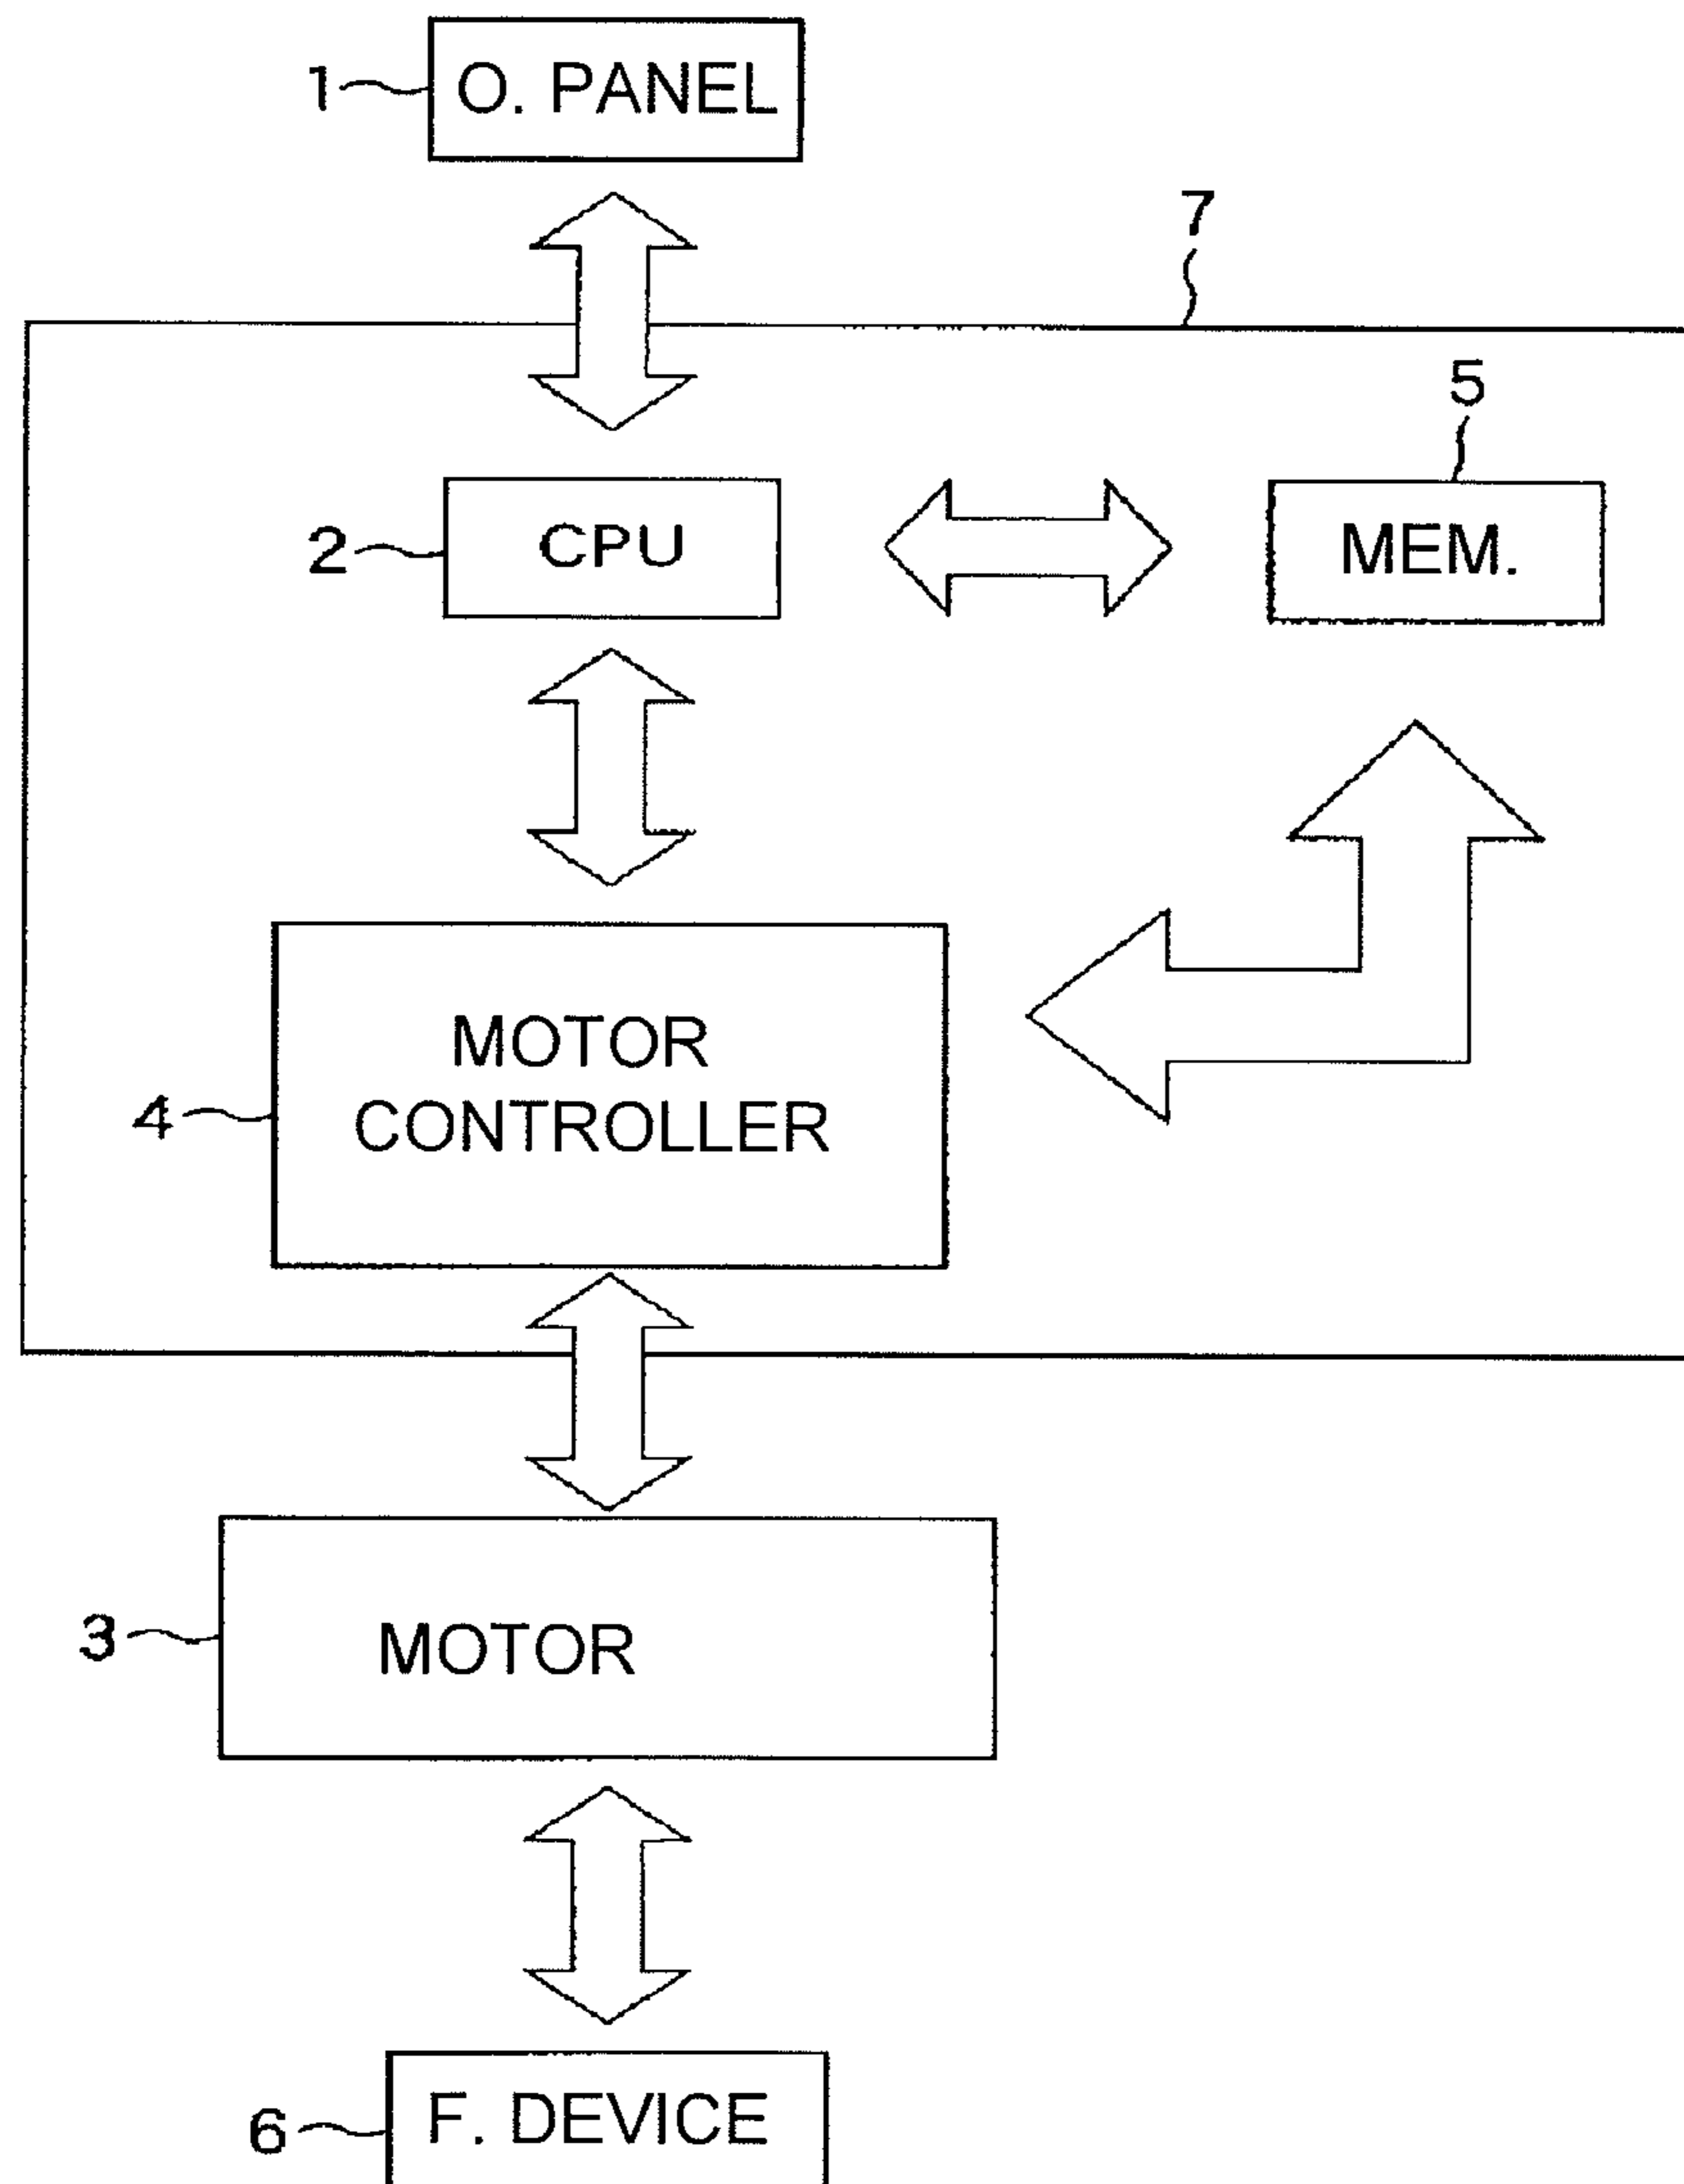 1 O. PANEL
7
5
2 CPU
MEM.
MOTOR
4 CONTROLLER
3 MOTOR
6 F. DEVICE